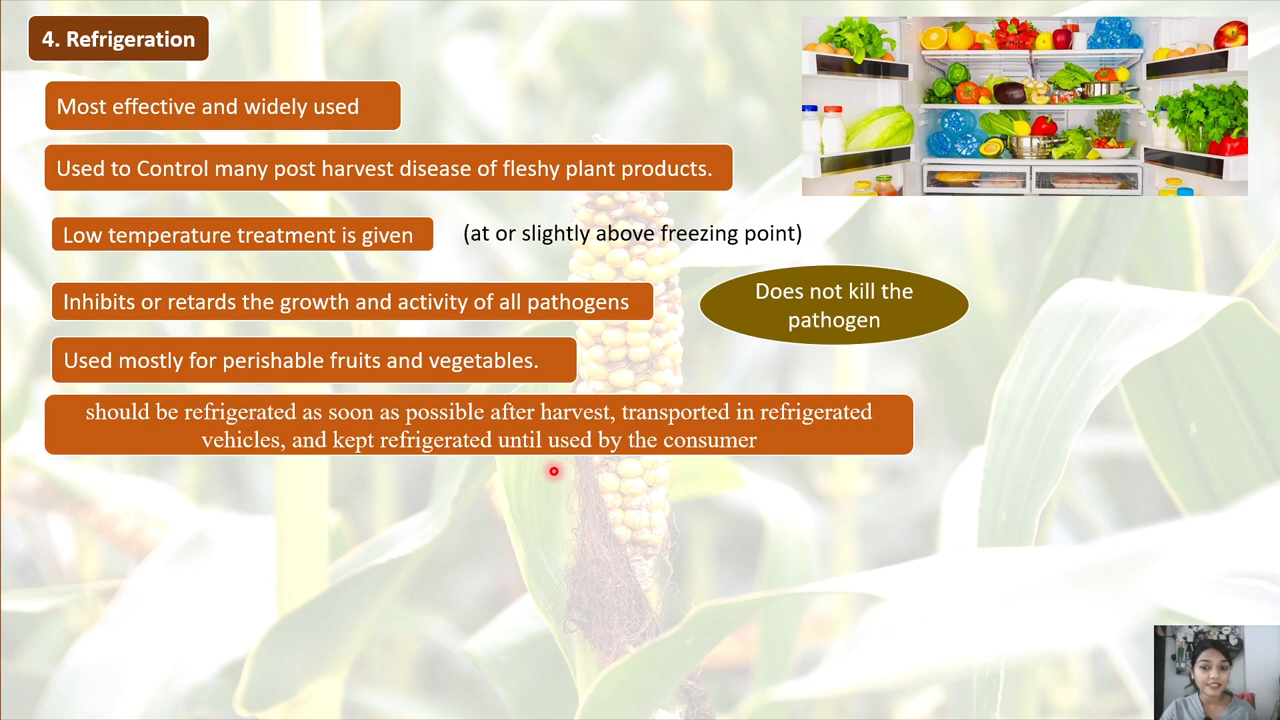 4. Refrigeration
Most effective and widely used
Used to Control many post harvest disease of fleshy plant products.
Low temperature treatment is given
(at or slightly above freezing point)
Inhibits or retards the growth and activity of all pathogens
Does not kill the
pathogen
Used mostly for perishable fruits and vegetables.
should be refrigerated as soon as possible after harvest, transported in refrigerated
vehicles, and kept refrigerated until used by the consumer